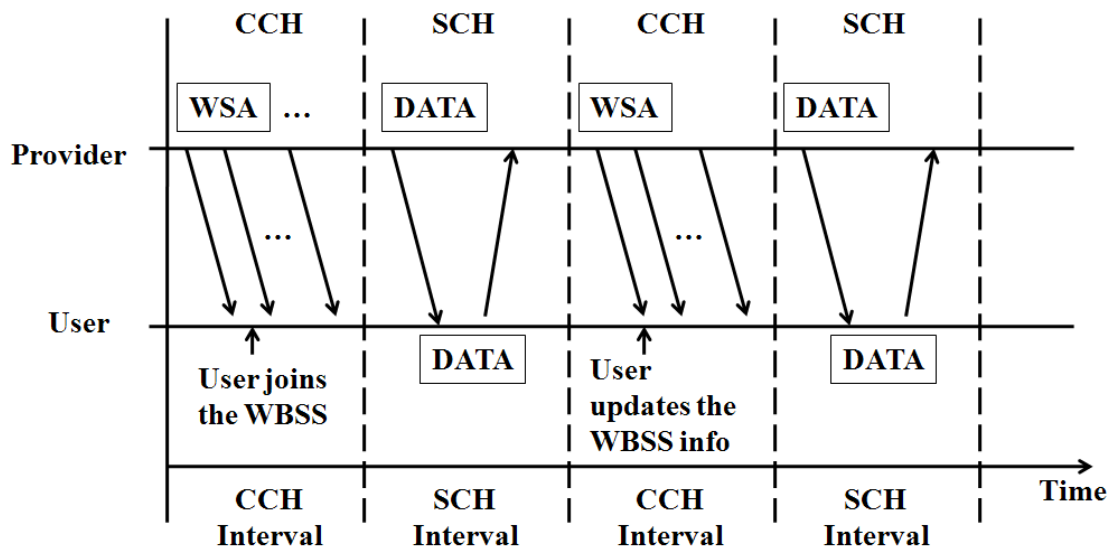 CCH SCH CCH SCH
WSA ... DATA WSA DATA
Provider
... ...
User
DATA DATA
User joins
the WBSS
User
updates the
WBSS info
Time
CCH
Interval
SCH
Interval
CCH
Interval
SCH
Interval